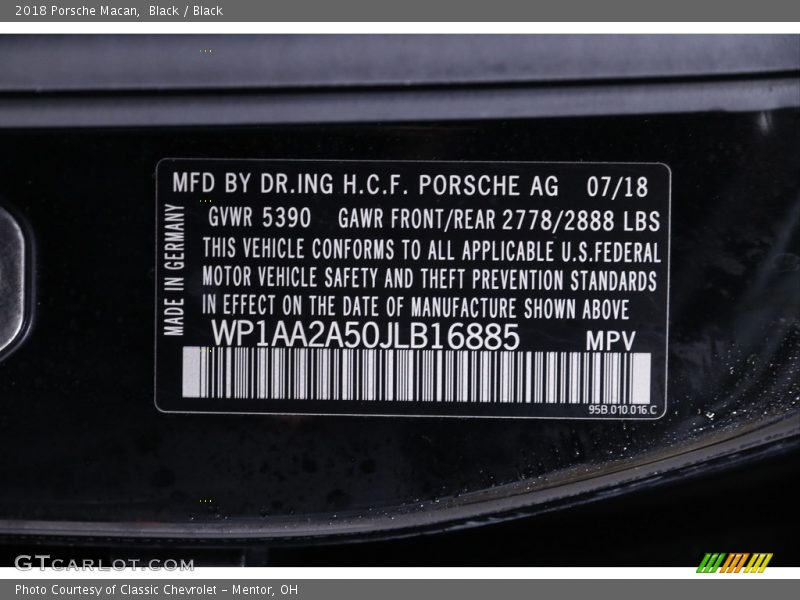 2018 Porsche Macan, Black / Black
MFD BY DR.ING H.C.F. PORSCHE AG 07/18
GVWR 5390 GAWR FRONT/REAR 2778/2888 LBS
THIS VEHICLE CONFORMS TO ALL APPLICABLE U.S.FEDERAL
MOTOR VEHICLE SAFETY AND THEFT PREVENTION STANDARDS
IN EFFECT ON THE DATE OF MANUFACTURE SHOWN ABOVE
MADE IN GERMANY
WP1AA2A50JLB16885 MPV
95B.010.016.C
GTCARLOT.COM
Photo Courtesy of Classic Chevrolet - Mentor, OH